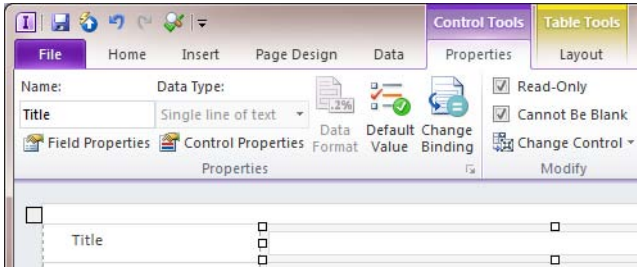 Control Tools Table Tools
File Home Insert Page Design Data Properties Layout
Name: Data Type: Read-Only
Title Single line of text Cannot Be Blank
Field Properties Control Properties Data Format Default Value Change Binding Change Control
Properties Modify
Title